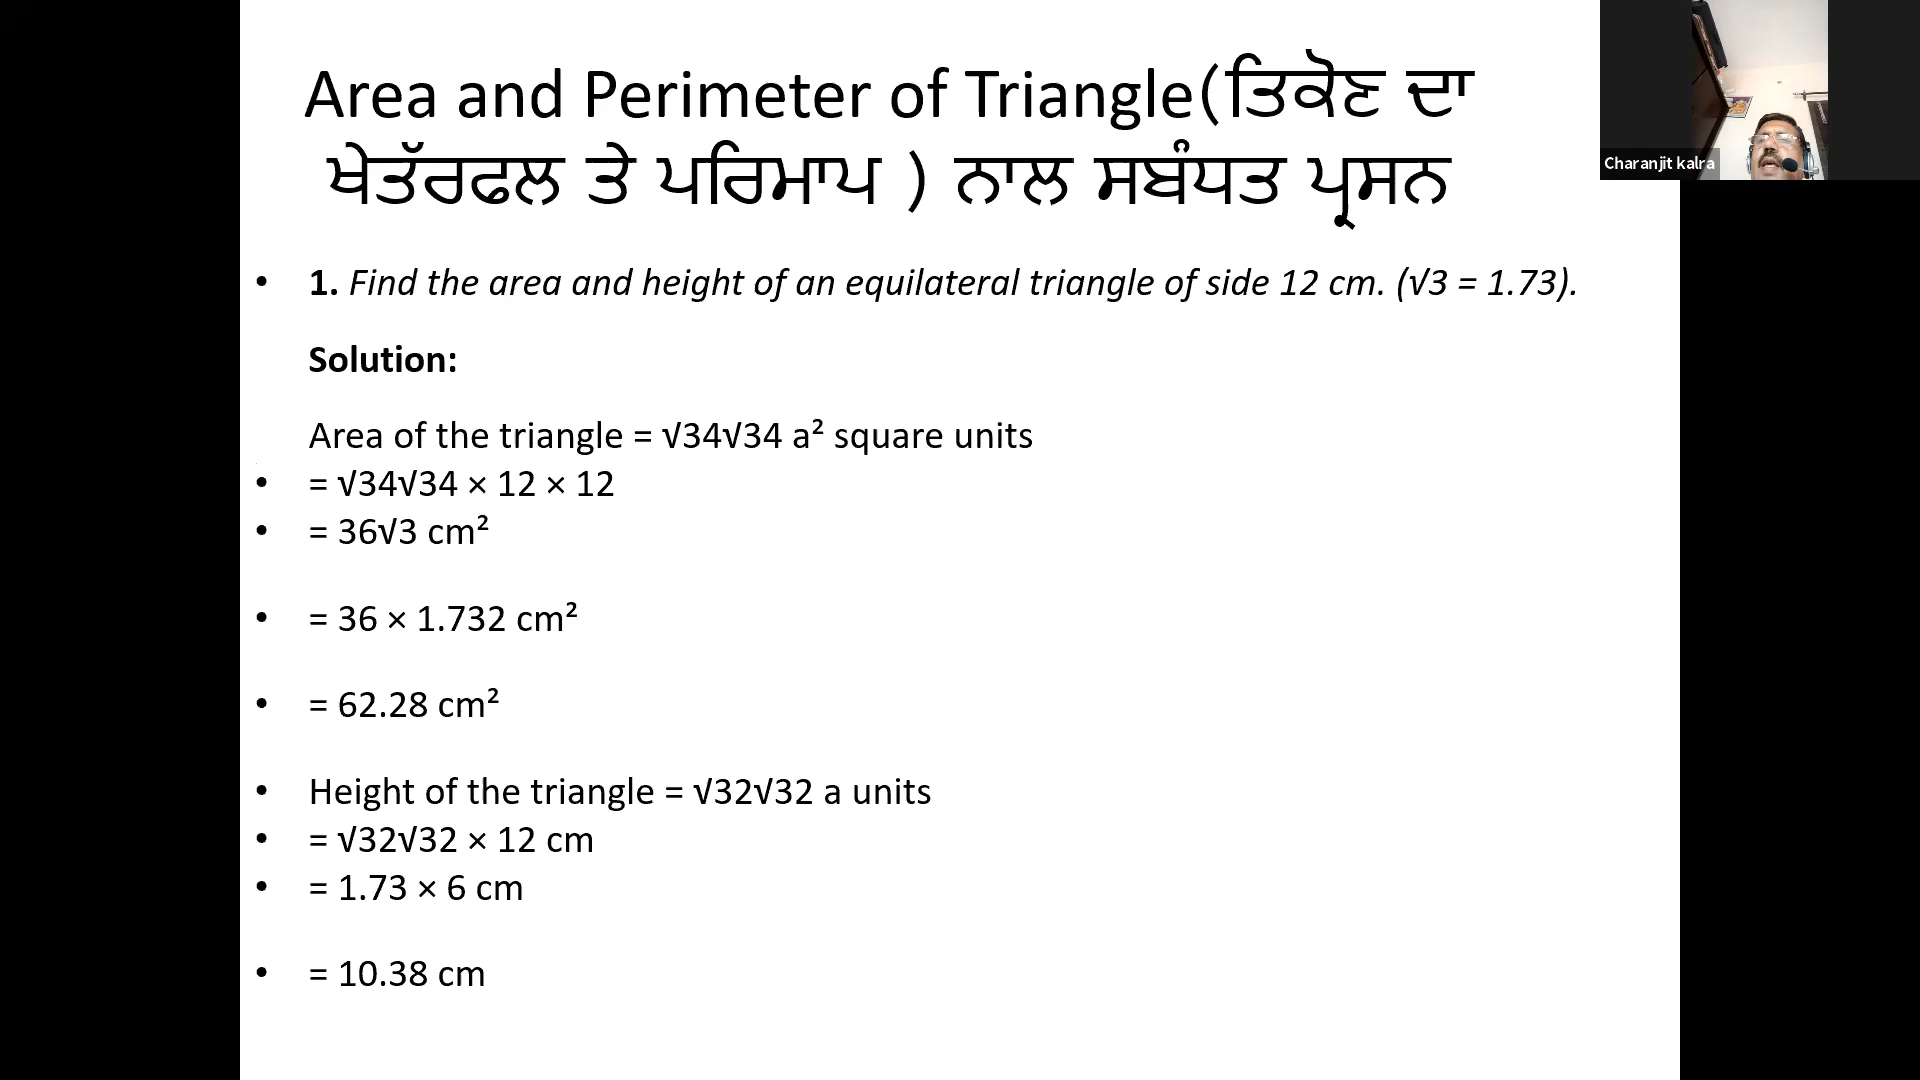 Area and Perimeter of Triangle(ਤਿਕੋਣ ਦਾ
ਖੇਤੱਰਫਲ ਤੇ ਪਰਿਮਾਪ ) ਨਾਲ ਸਬੰਧਤ ਪ੍ਰਸਨ
Charanjit kalra
• 1. Find the area and height of an equilateral triangle of side 12 cm. (√3 = 1.73).
Solution:
Area of the triangle = √34√34 a² square units
• = √34√34 × 12 × 12
• = 36√3 cm²
• = 36 × 1.732 cm²
• = 62.28 cm²
• Height of the triangle = √32√32 a units
• = √32√32 × 12 cm
• = 1.73 × 6 cm
• = 10.38 cm